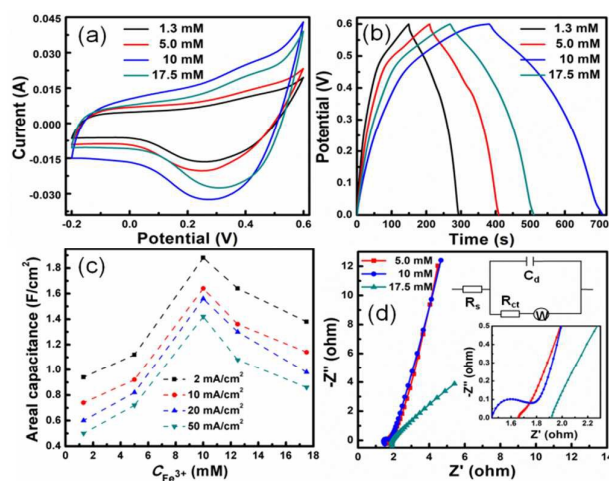 (a)
1.3 mM
5.0 mM
10 mM
17.5 mM
Current (A)
0.045
0.030
0.015
0.000
-0.015
-0.030
-0.2 0.0 0.2 0.4 0.6
Potential (V)
(b)
1.3 mM
5.0 mM
10 mM
17.5 mM
Potential (V)
0.6
0.5
0.4
0.3
0.2
0.1
0.0
0 100 200 300 400 500 600 700
Time (s)
(c)
Areal capacitance (F/cm²)
1.8
1.6
1.4
1.2
1.0
0.8
0.6
0.4
2 mA/cm²
10 mA/cm²
20 mA/cm²
50 mA/cm²
0 2 4 6 8 10 12 14 16 18
C Fe³⁺ (mM)
(d)
5.0 mM
10 mM
17.5 mM
-Z'' (ohm)
12
10
8
6
4
2
0
0 2 4 6 8 10 12 14
Z' (ohm)
Cd
Rs
Rct
W
-Z'' (ohm)
0.5
0.4
0.3
0.2
0.1
0.0
1.6 1.8 2.0 2.2
Z' (ohm)